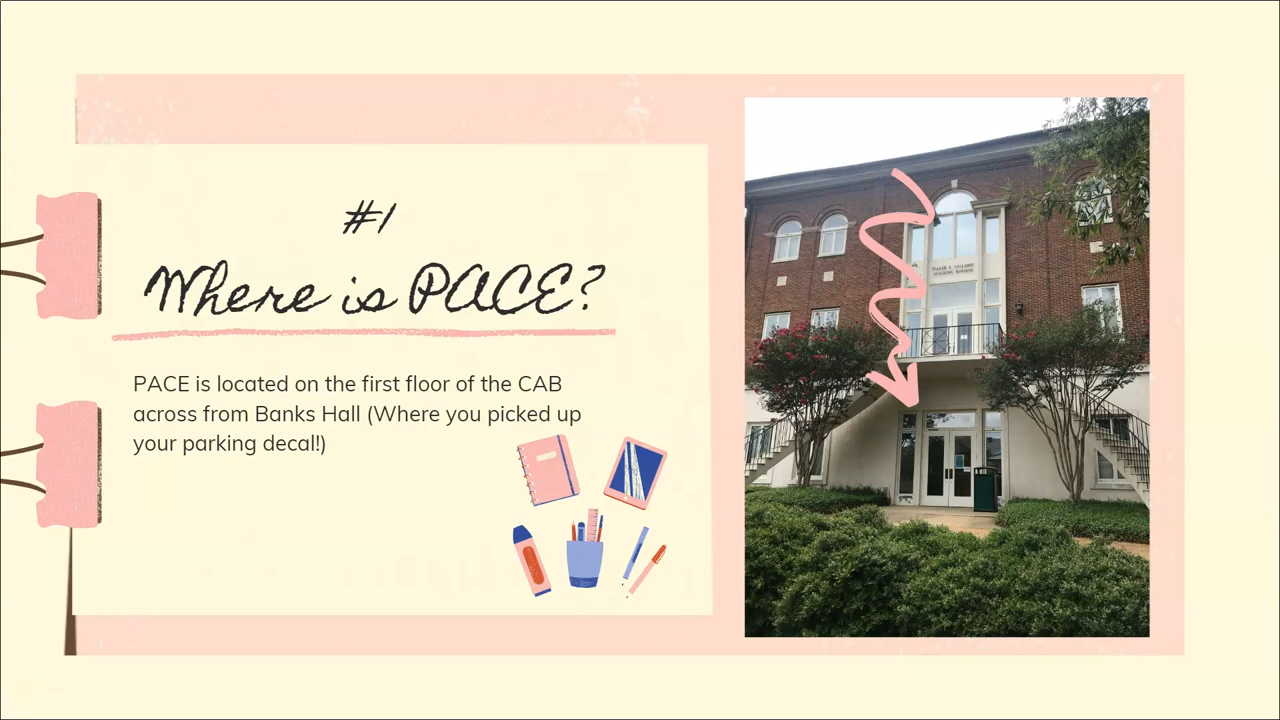 #1
Where is PACE?
PACE is located on the first floor of the CAB
across from Banks Hall (Where you picked up
your parking decal!)